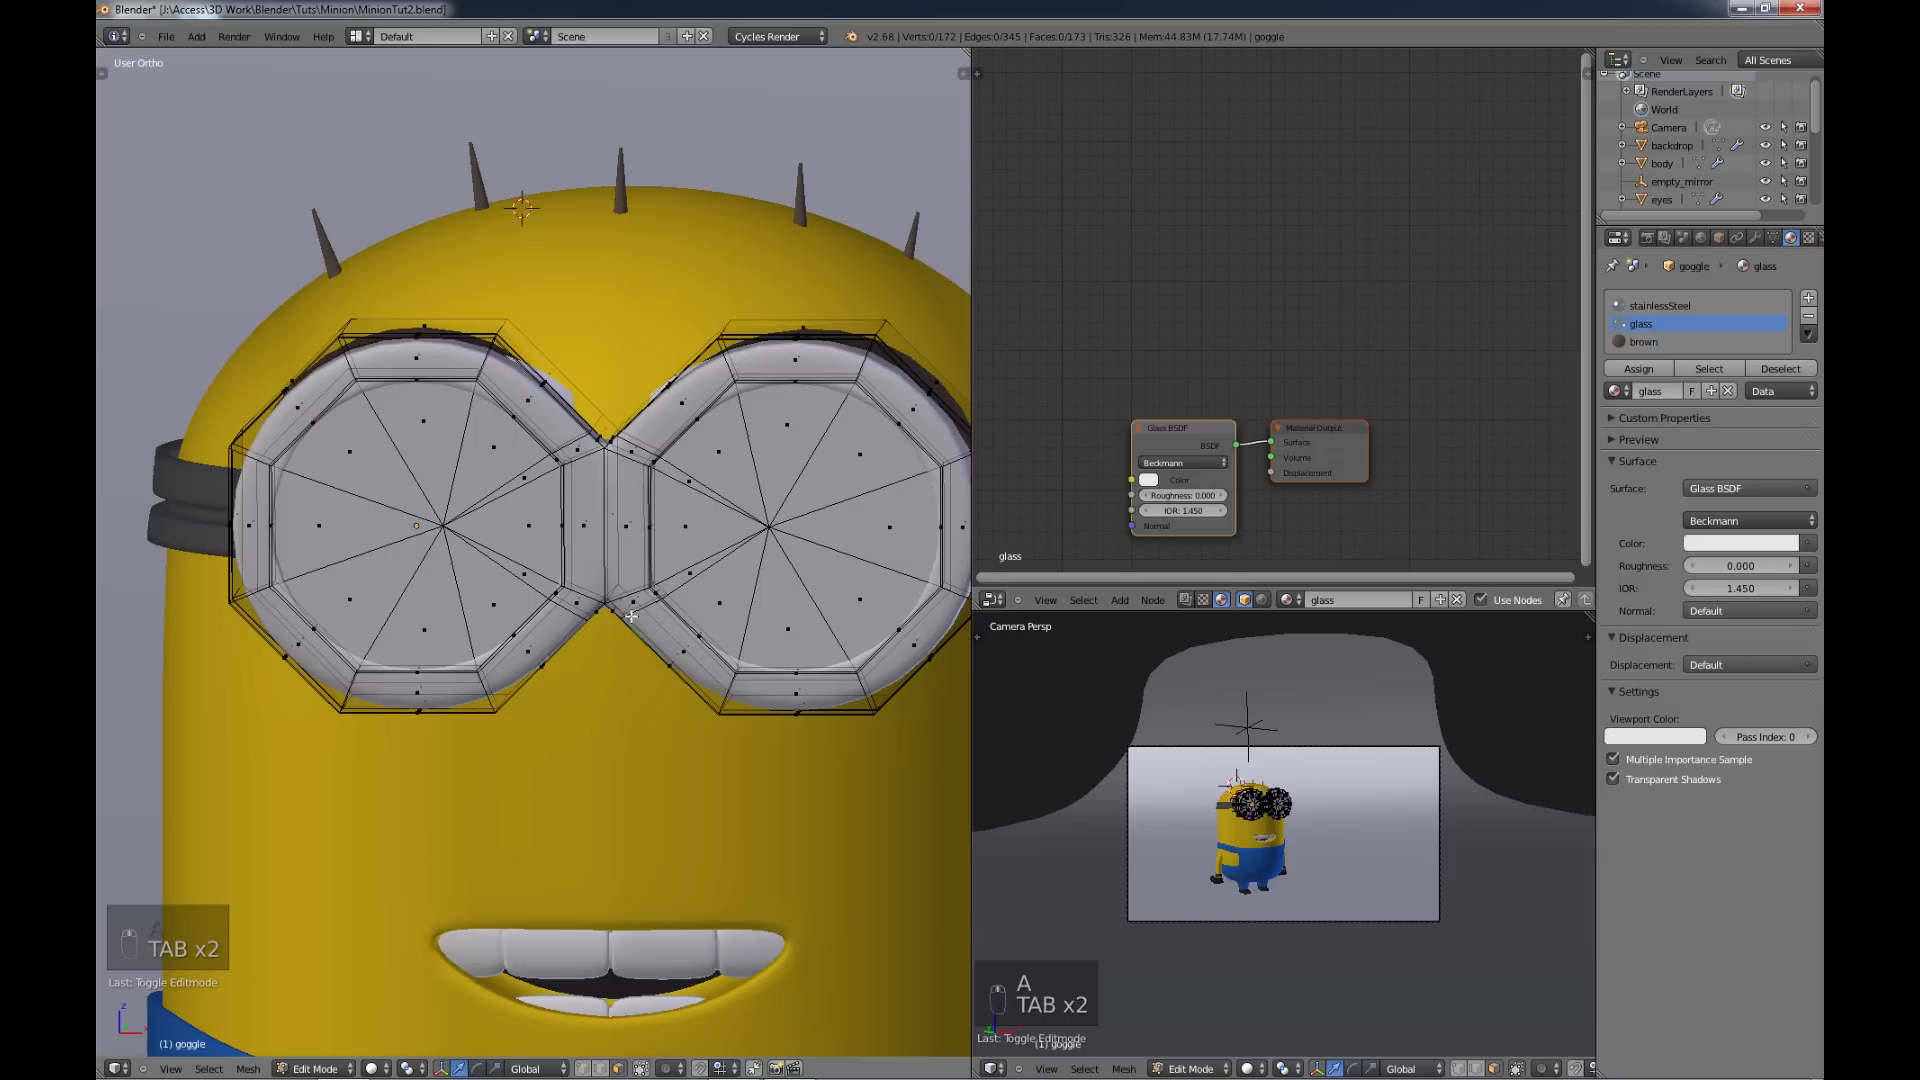 Blender* [J:\Access\3D Work\Blender\Tuts\Minion\MinionTut2.blend]
File Add Render Window Help Default Scene 3 Cycles Render v2.68 | Verts:0/172 | Edges:0/345 | Faces:0/173 | Tris:326 | Mem:44.83M (17.74M) | goggle
User Ortho
TAB x2
Last: Toggle Editmode
z
(1) goggle
View Select Mesh Edit Mode Global
Glass BSDF
BSDF
Beckmann
Color
Roughness: 0.000
IOR: 1.450
Normal
Material Output
Surface
Volume
Displacement
glass
View Select Add Node glass F Use Nodes
Camera Persp
A
TAB x2
Last: Toggle Editmode
(1) goggle
View Select Mesh Edit Mode Global
View Search All Scenes
Scene
RenderLayers
World
Camera
backdrop
body
empty_mirror
eyes
goggle glass
stainlessSteel
glass
brown
Assign Select Deselect
glass F Data
Custom Properties
Preview
Surface
Surface: Glass BSDF
Beckmann
Color:
Roughness: 0.000
IOR: 1.450
Normal: Default
Displacement
Displacement: Default
Settings
Viewport Color:
Pass Index: 0
Multiple Importance Sample
Transparent Shadows